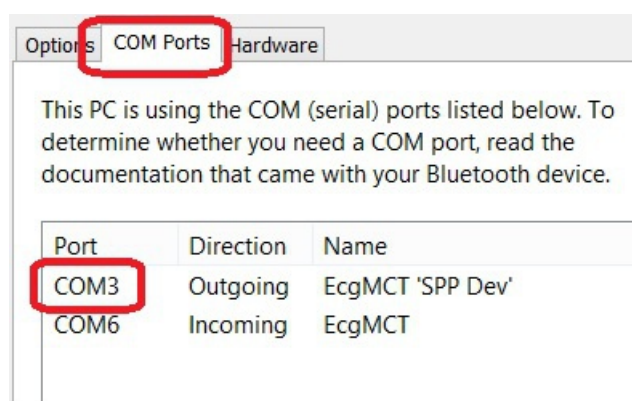 Options COM Ports Hardware
This PC is using the COM (serial) ports listed below. To
determine whether you need a COM port, read the
documentation that came with your Bluetooth device.
Port Direction Name
COM3 Outgoing EcgMCT 'SPP Dev'
COM6 Incoming EcgMCT